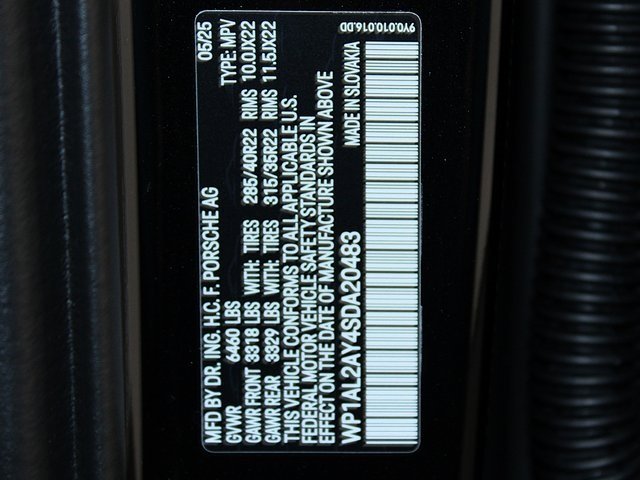 MFD BY DR. ING. H.C. F. PORSCHE AG 05/25
GVWR 6460 LBS TYPE: MPV
GAWR FRONT 3318 LBS WITH: TIRES 285/40R22 RIMS 10.0JX22
GAWR REAR 3829 LBS WITH: TIRES 315/35R22 RIMS 11.5JX22
THIS VEHICLE CONFORMS TO ALL APPLICABLE U.S.
FEDERAL MOTOR VEHICLE SAFETY STANDARDS IN
EFFECT ON THE DATE OF MANUFACTURE SHOWN ABOVE
WP1AL2AY4SDA20483 MADE IN SLOVAKIA
9Y0.010.016.DD